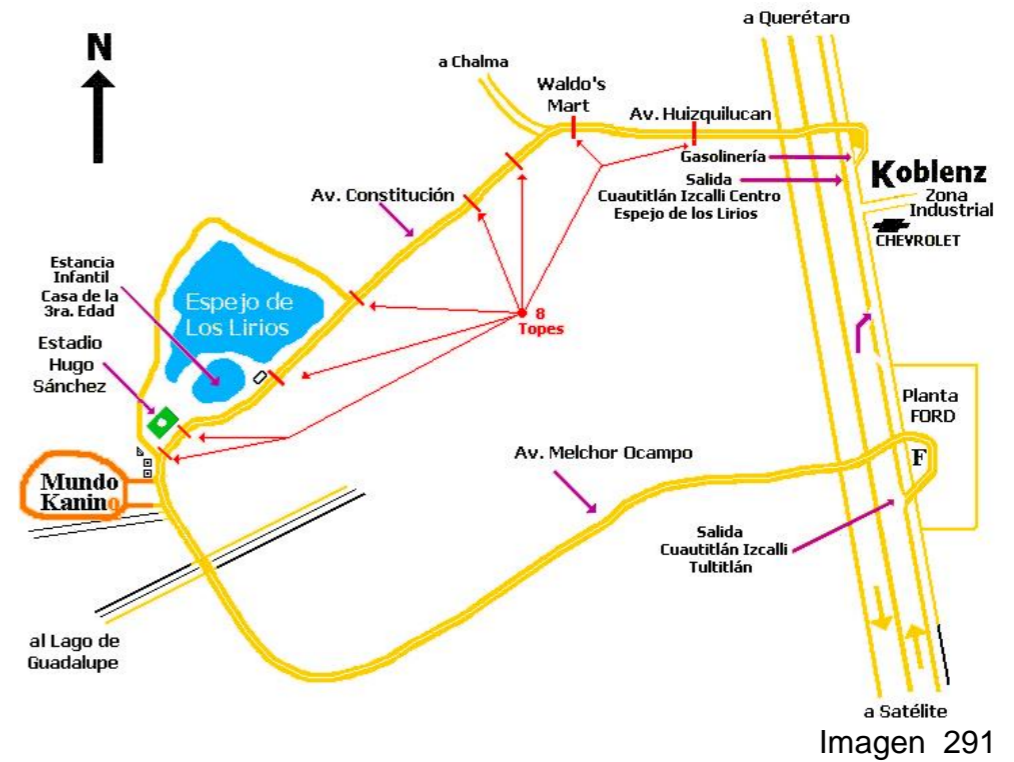 a Querétaro
N
a Chalma
Waldo's
Mart
Av. Huizquilucan
Gasolinería
Koblenz
Salida
Cuautitlán Izcalli Centro
Espejo de los Lirios
Zona
Industrial
CHEVROLET
Av. Constitución
Estancia
Infantil
Casa de la
3ra. Edad
Espejo de
Los Lirios
8
Topes
Estadio
Hugo
Sánchez
Planta
FORD
F
Av. Melchor Ocampo
Mundo
Kanino
Salida
Cuautitlán Izcalli
Tultitlán
al Lago de
Guadalupe
a Satélite
Imagen 291